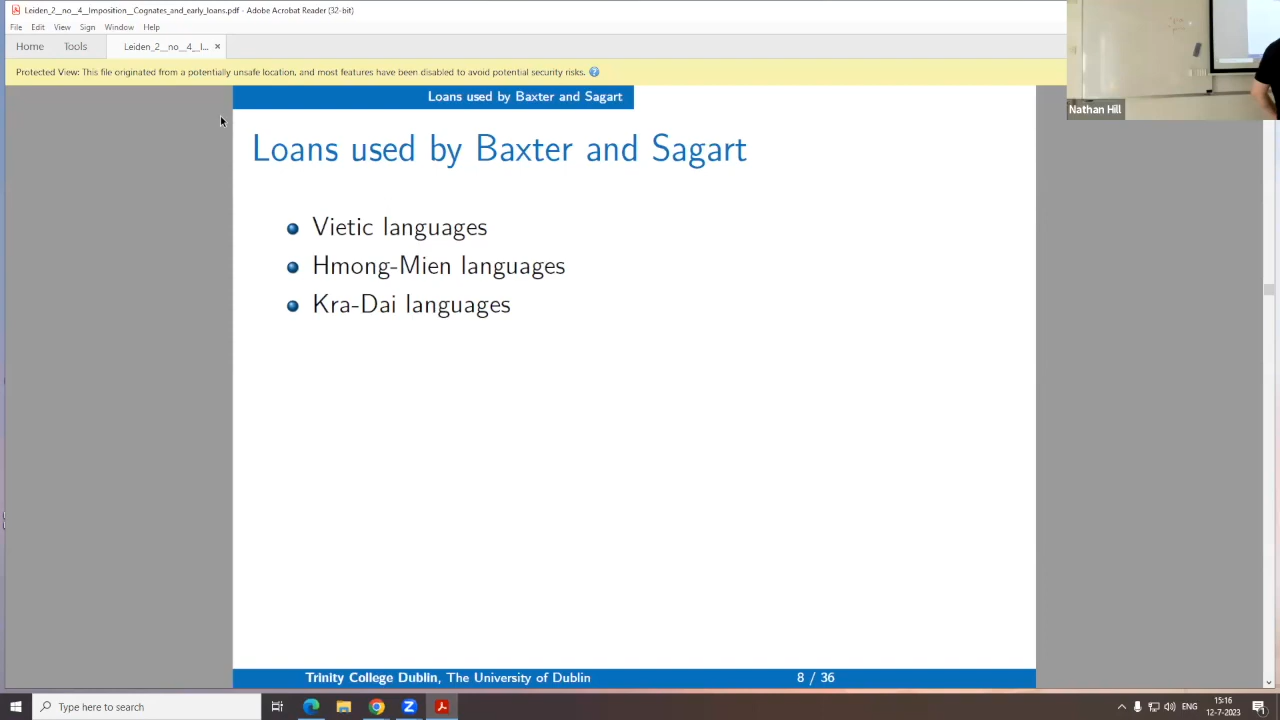 Leiden_2__no__4__Imposition__Cognates_and_early_loans.pdf - Adobe Acrobat Reader (32-bit)
File Edit View Sign Window Help
Home Tools Leiden_2__no__4__I... ×
Protected View: This file originated from a potentially unsafe location, and most features have been disabled to avoid potential security risks.
Nathan Hill
Loans used by Baxter and Sagart
Loans used by Baxter and Sagart
Vietic languages
Hmong-Mien languages
Kra-Dai languages
Trinity College Dublin, The University of Dublin 8 / 36
Type here to search
ENG
15:16
12-7-2023